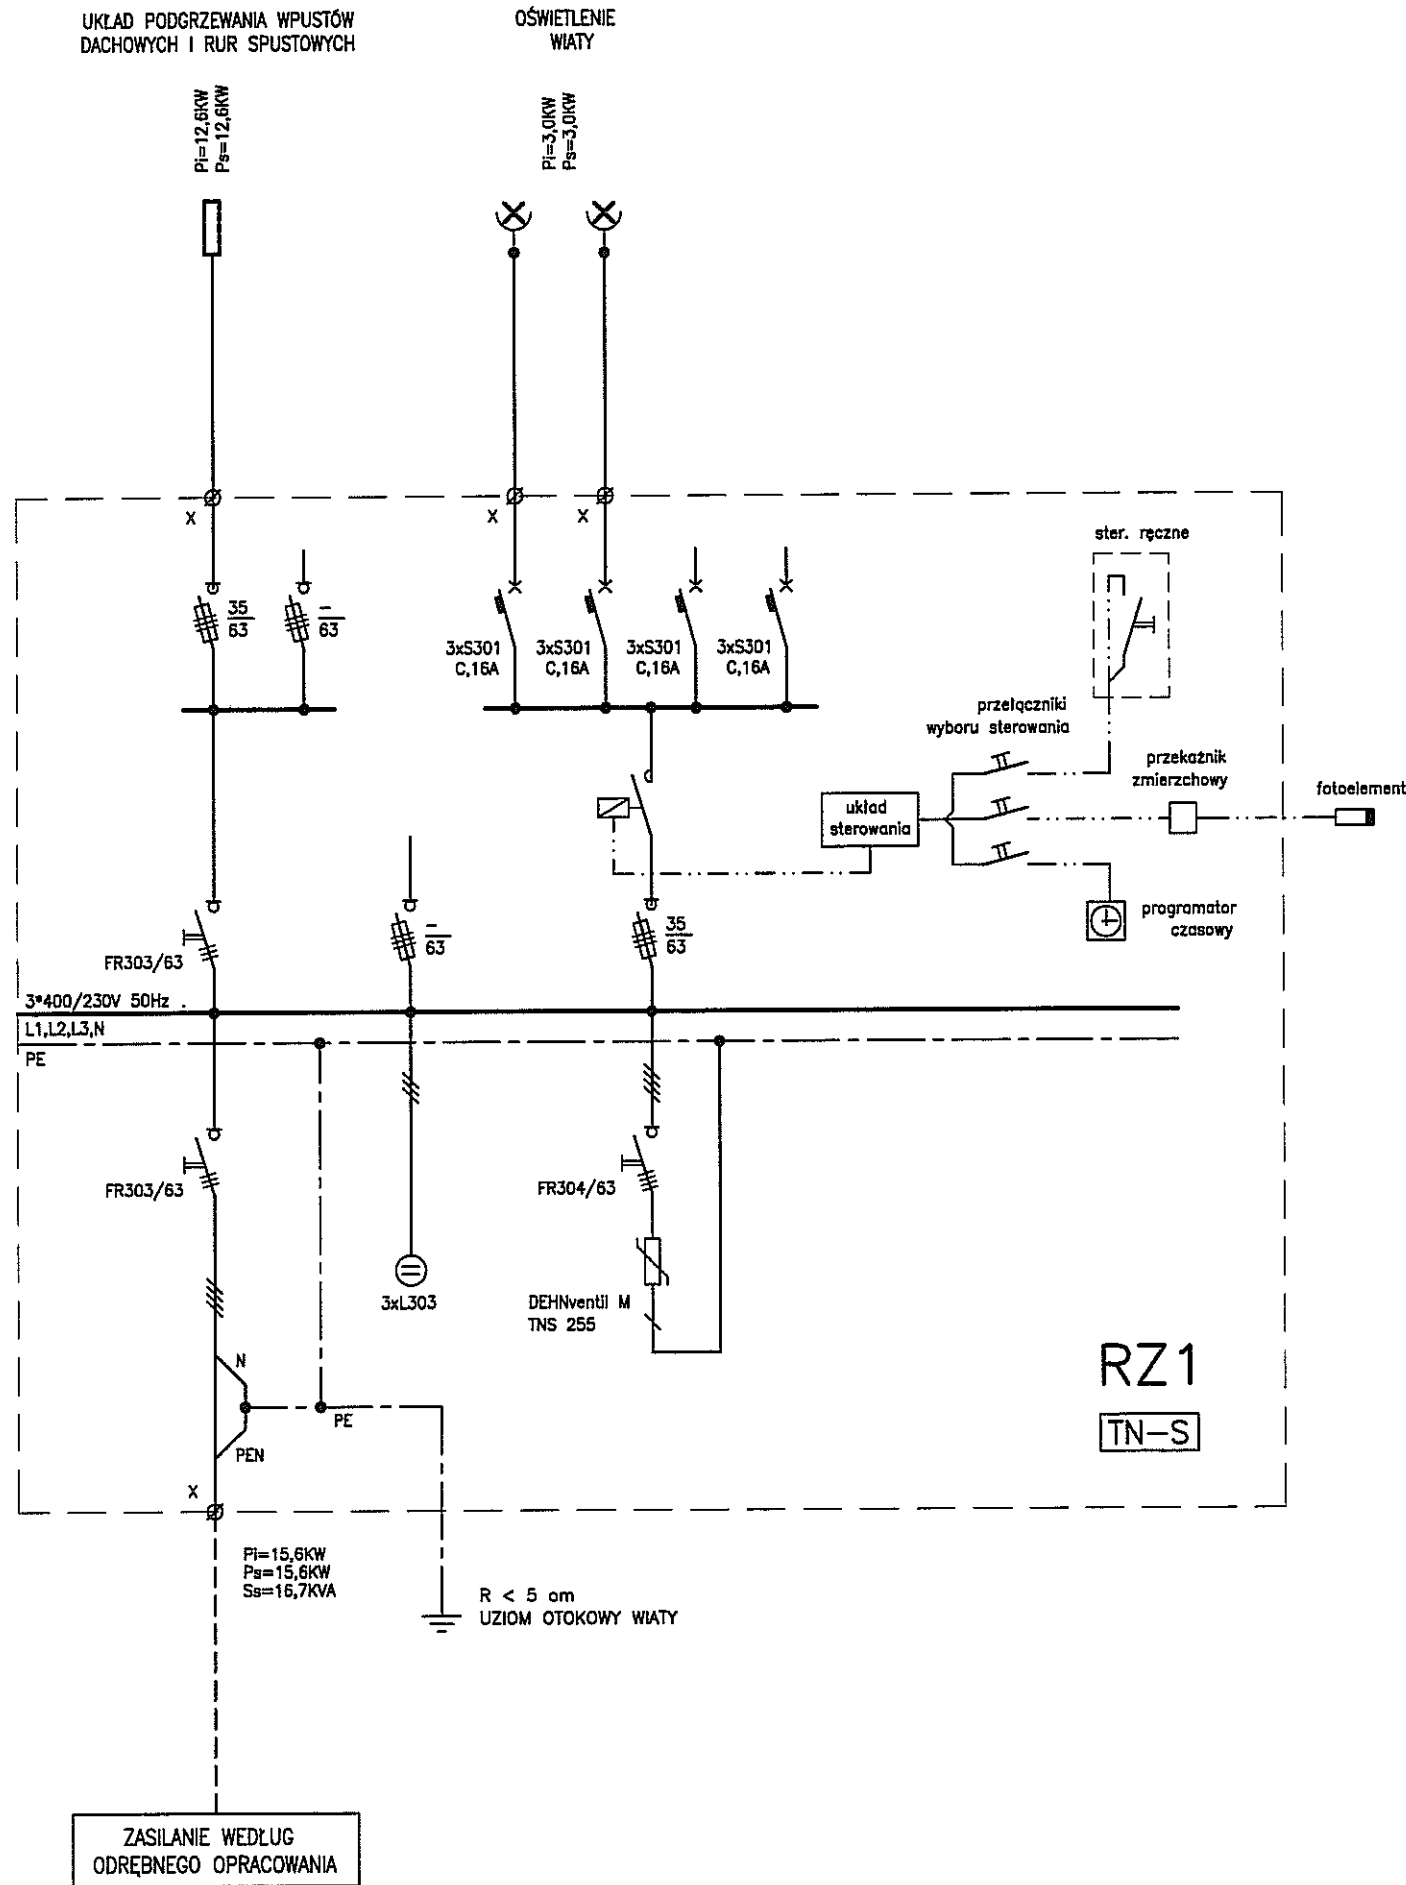 UKŁAD PODGRZEWANIA WPUSTÓW
DACHOWYCH I RUR SPUSTOWYCH
OŚWIETLENIE
WIATY
Pi=12,6KW
Ps=12,6KW
Pi=3,0KW
Ps=3,0KW
X
X
X
ster. ręczne
35
63
–
63
3xS301
C,16A
3xS301
C,16A
3xS301
C,16A
3xS301
C,16A
przełączniki
wyboru sterowania
przekaźnik
zmierzchowy
fotoelement
układ
sterowania
programator
czasowy
FR303/63
–
63
35
63
3*400/230V 50Hz .
L1,L2,L3,N
PE
FR303/63
FR304/63
3xL303
DEHNventil M
TNS 255
N
PE
PEN
X
RZ1
TN-S
Pi=15,6KW
Ps=15,6KW
Ss=16,7KVA
R < 5 om
UZIOM OTOKOWY WIATY
ZASILANIE WEDŁUG
ODRĘBNEGO OPRACOWANIA